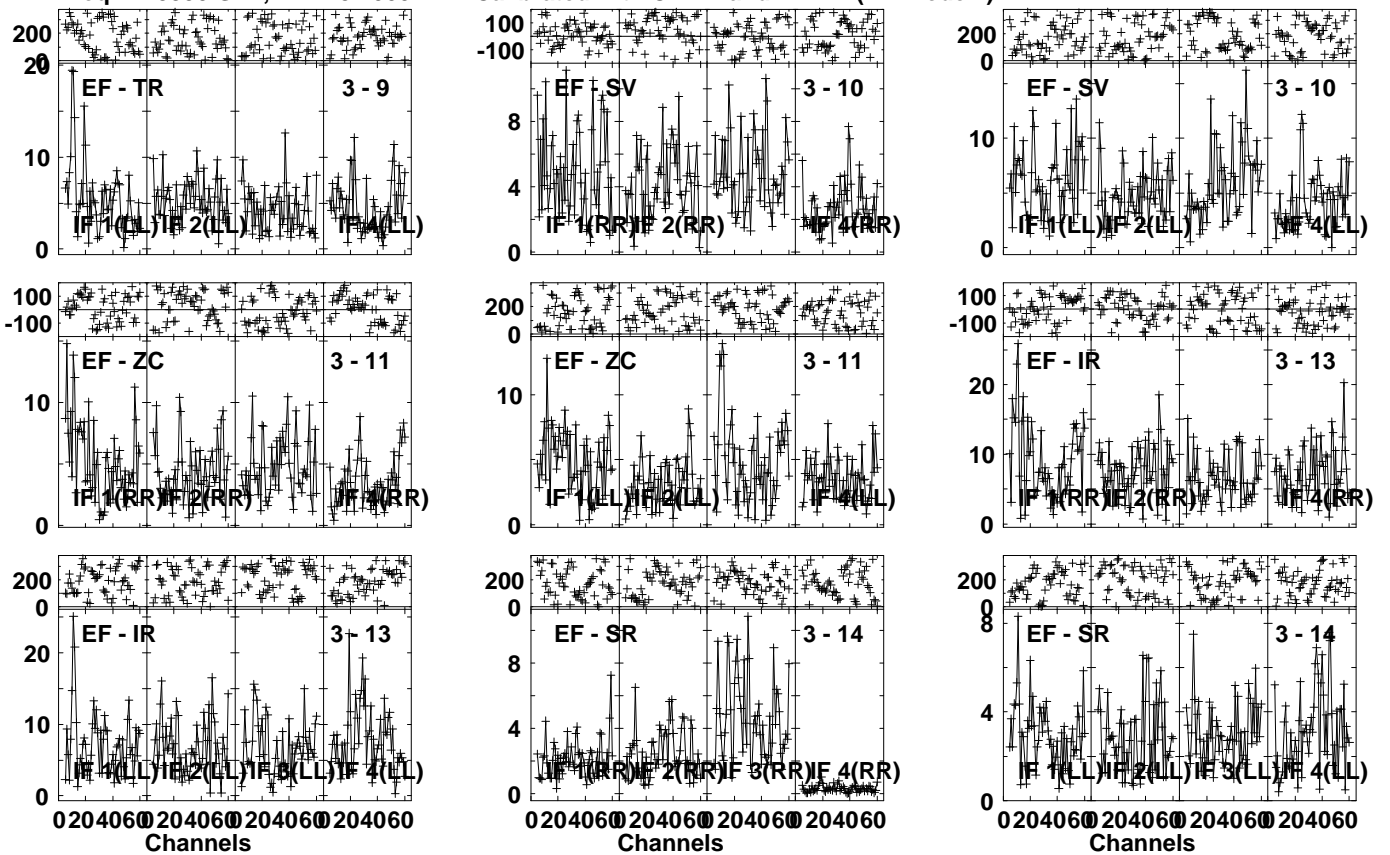 200
0
100
-100
200
0
20
10
0
EF - TR
3 - 9
IF 1(LL)
IF 2(LL)
IF 4(LL)
8
4
0
EF - SV
3 - 10
IF 1(RR)
IF 2(RR)
IF 4(RR)
10
0
EF - SV
3 - 10
IF 1(LL)
IF 2(LL)
IF 4(LL)
100
-100
200
0
100
-100
10
0
EF - ZC
3 - 11
IF 1(RR)
IF 2(RR)
IF 4(RR)
10
0
EF - ZC
3 - 11
IF 1(LL)
IF 2(LL)
IF 4(LL)
20
10
0
EF - IR
3 - 13
IF 1(RR)
IF 2(RR)
IF 4(RR)
200
0
200
0
200
0
20
10
0
EF - IR
3 - 13
IF 1(LL)
IF 2(LL)
IF 3(LL)
IF 4(LL)
8
4
0
EF - SR
3 - 14
IF 1(RR)
IF 2(RR)
IF 3(RR)
IF 4(RR)
8
4
0
EF - SR
3 - 14
IF 1(LL)
IF 2(LL)
IF 3(LL)
IF 4(LL)
0 20 40 60 0 20 40 60 0 20 40 60 0 20 40 60
0 20 40 60 0 20 40 60 0 20 40 60 0 20 40 60
0 20 40 60 0 20 40 60 0 20 40 60 0 20 40 60
Channels
Channels
Channels